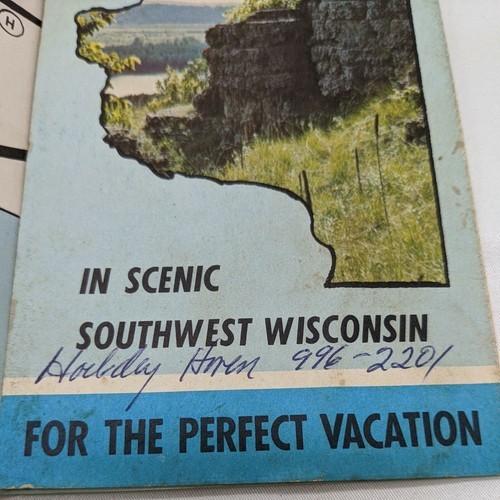 H
IN SCENIC
SOUTHWEST WISCONSIN
Holiday Haven 996-2201
FOR THE PERFECT VACATION